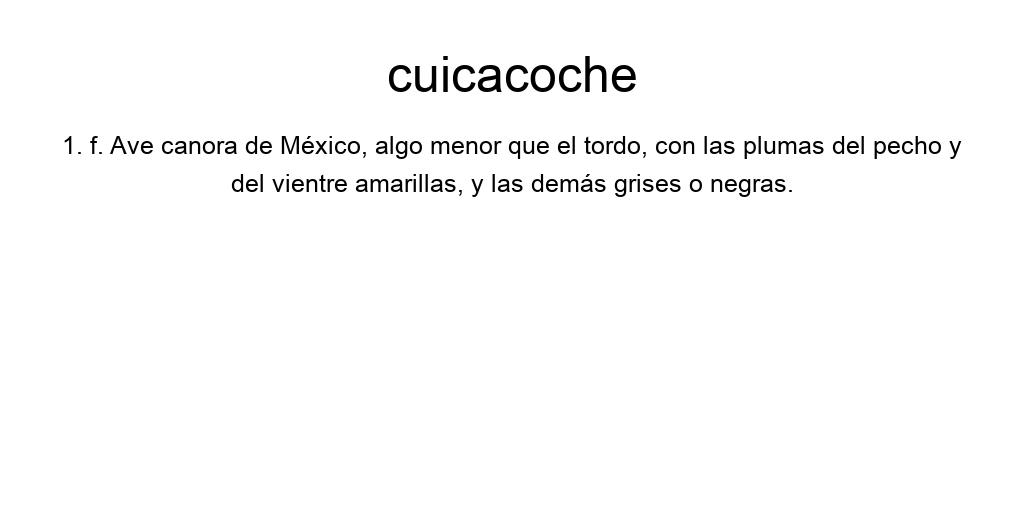 cuicacoche
1. f. Ave canora de México, algo menor que el tordo, con las plumas del pecho y
del vientre amarillas, y las demás grises o negras.